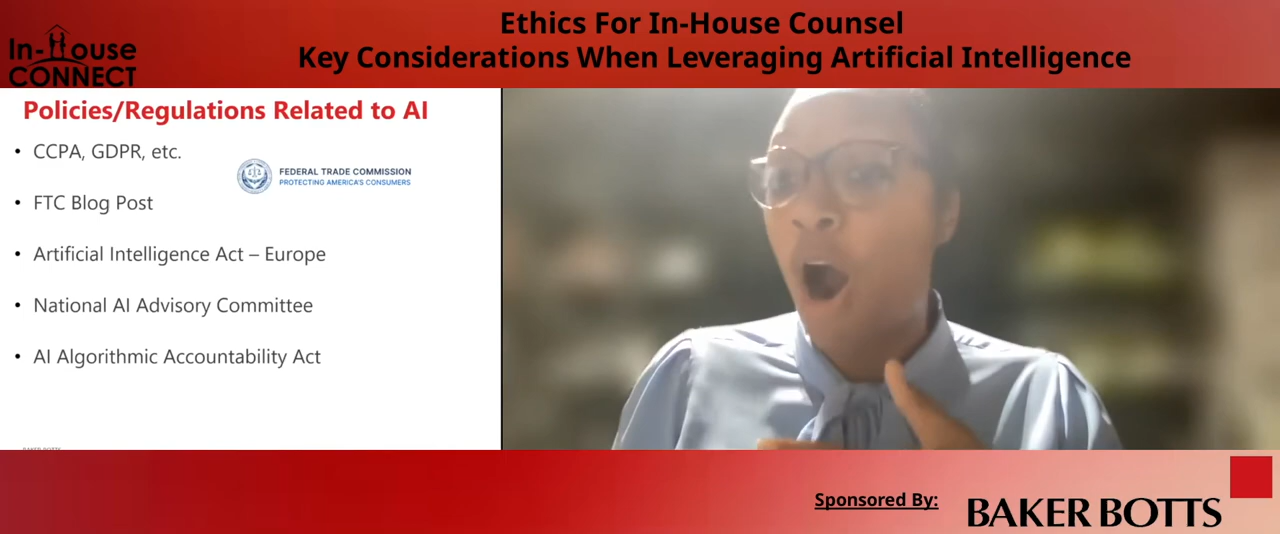 Ethics For In-House Counsel
Key Considerations When Leveraging Artificial Intelligence
In-House
CONNECT
Policies/Regulations Related to AI
• CCPA, GDPR, etc.
FEDERAL TRADE COMMISSION
PROTECTING AMERICA'S CONSUMERS
• FTC Blog Post
• Artificial Intelligence Act – Europe
• National AI Advisory Committee
• AI Algorithmic Accountability Act
Sponsored By:
BAKER BOTTS